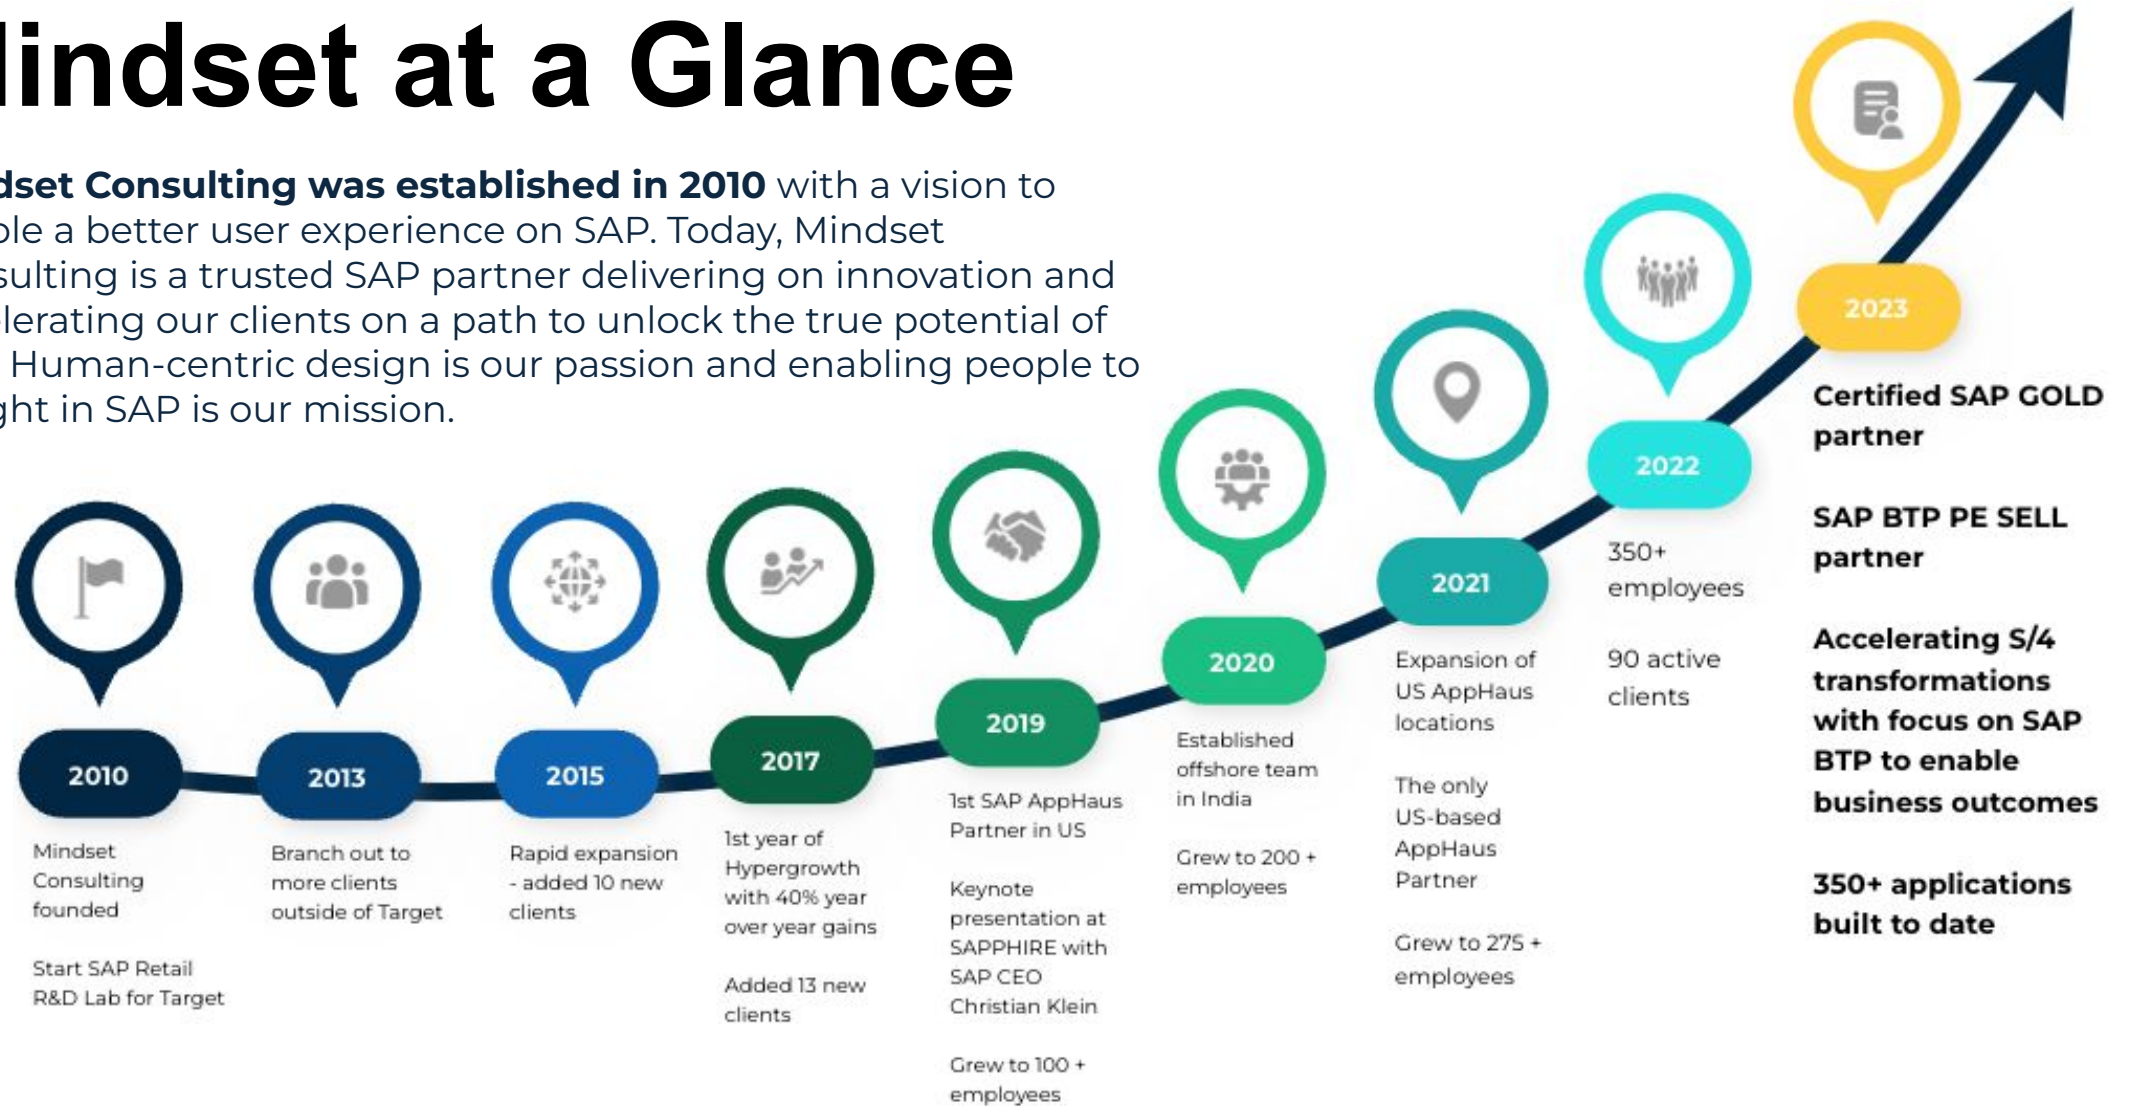 indset at a Glance
dset Consulting was established in 2010 with a vision to
ble a better user experience on SAP. Today, Mindset
sulting is a trusted SAP partner delivering on innovation and
lerating our clients on a path to unlock the true potential of
Human-centric design is our passion and enabling people to
ght in SAP is our mission.
2010
Mindset
Consulting
founded
Start SAP Retail
R&D Lab for Target
2013
Branch out to
more clients
outside of Target
2015
Rapid expansion
- added 10 new
clients
2017
1st year of
Hypergrowth
with 40% year
over year gains
Added 13 new
clients
2019
1st SAP AppHaus
Partner in US
Keynote
presentation at
SAPPHIRE with
SAP CEO
Christian Klein
Grew to 100 +
employees
2020
Established
offshore team
in India
Grew to 200 +
employees
2021
Expansion of
US AppHaus
locations
The only
US-based
AppHaus
Partner
Grew to 275 +
employees
2022
350+
employees
90 active
clients
2023
Certified SAP GOLD
partner
SAP BTP PE SELL
partner
Accelerating S/4
transformations
with focus on SAP
BTP to enable
business outcomes
350+ applications
built to date